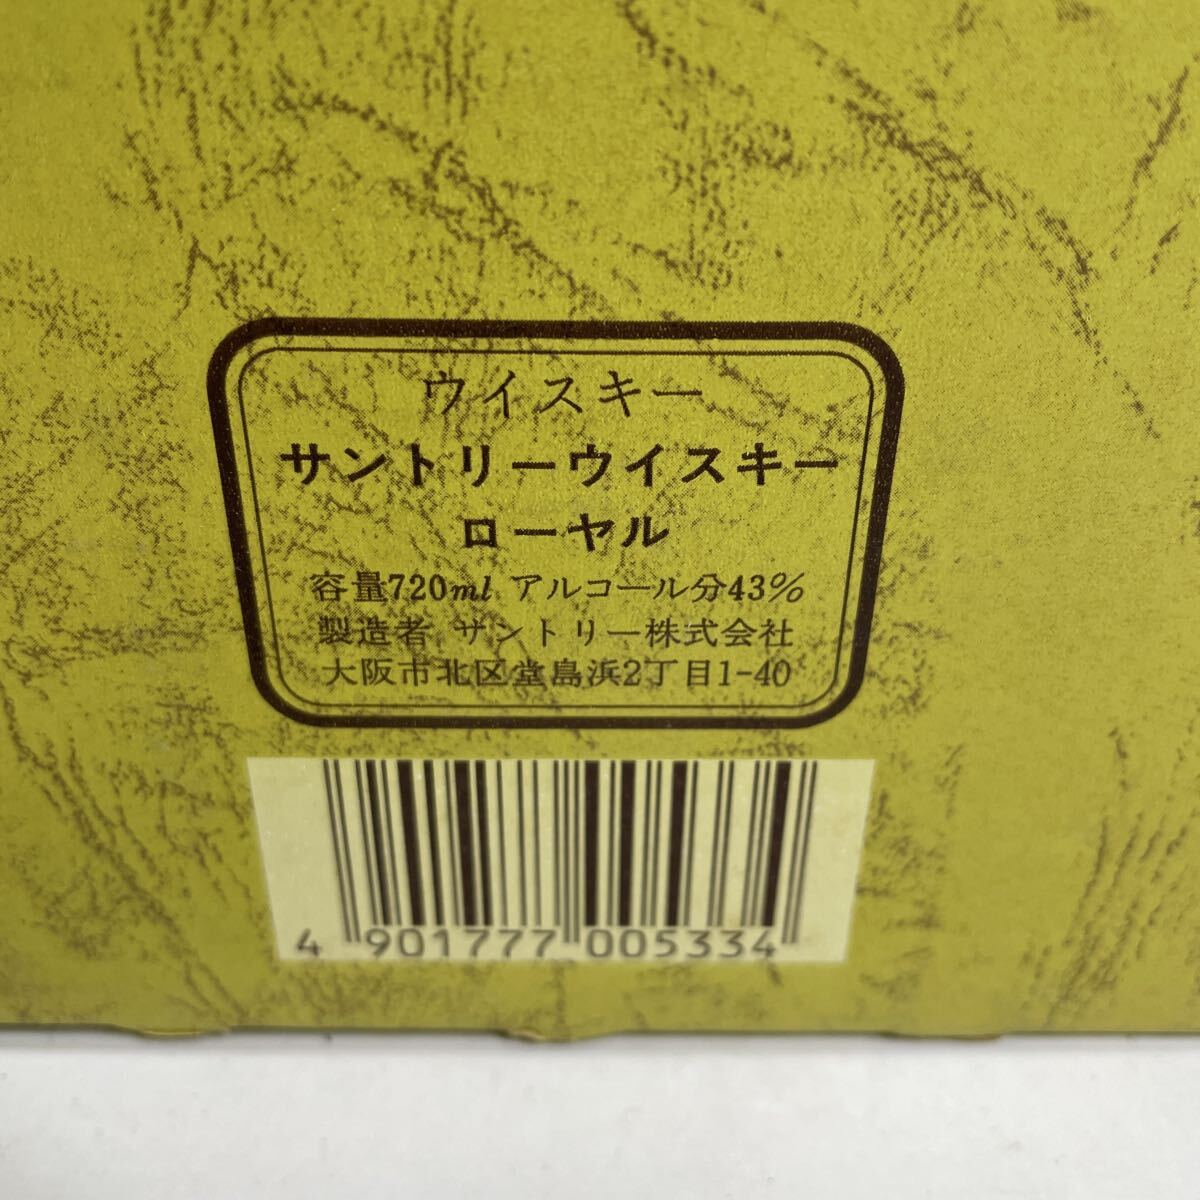 ウイスキー
サントリーウイスキー
ローヤル
容量720ml アルコール分43%
製造者 サントリー株式会社
大阪市北区堂島浜2丁目1-40
4 901777 005334